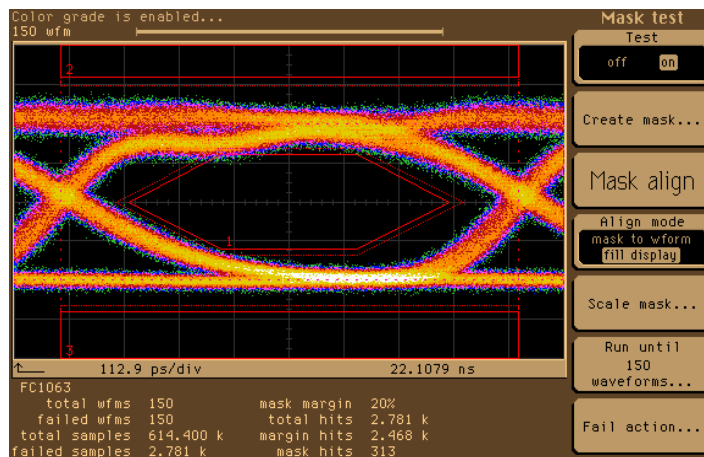 Color grade is enabled...
150 wfm
2
1
3
112.9 ps/div 22.1079 ns
FC1063
total wfms 150 mask margin 20%
failed wfms 150 total hits 2.781 k
total samples 614.400 k margin hits 2.468 k
failed samples 2.781 k mask hits 313
Mask test
Test
off on
Create mask...
Mask align
Align mode
mask to wform
fill display
Scale mask...
Run until
150
waveforms...
Fail action...